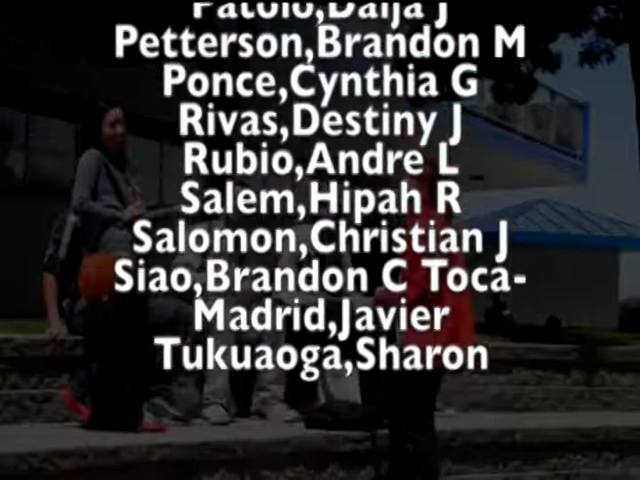 Petterson,Brandon M
Ponce,Cynthia G
Rivas,Destiny J
Rubio,Andre L
Salem,Hipah R
Salomon,Christian J
Siao,Brandon C Toca-
Madrid,Javier
Tukuaoga,Sharon